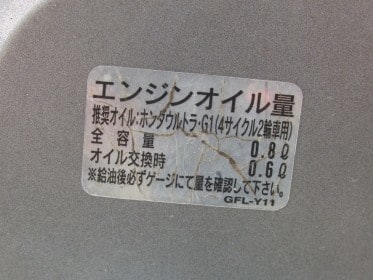 エンジンオイル量
推奨オイル:ホンダウルトラ・G1(4サイクル2輪車用)
全容量 0.8ℓ
オイル交換時 0.6ℓ
※給油後必ずゲージにて量を確認して下さい。
GFL-Y11